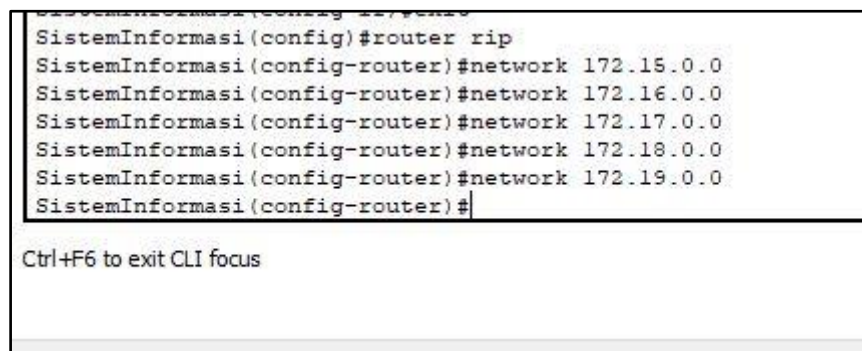 SistemInformasi(config)#router rip
SistemInformasi(config-router)#network 172.15.0.0
SistemInformasi(config-router)#network 172.16.0.0
SistemInformasi(config-router)#network 172.17.0.0
SistemInformasi(config-router)#network 172.18.0.0
SistemInformasi(config-router)#network 172.19.0.0
SistemInformasi(config-router)#
Ctrl+F6 to exit CLI focus